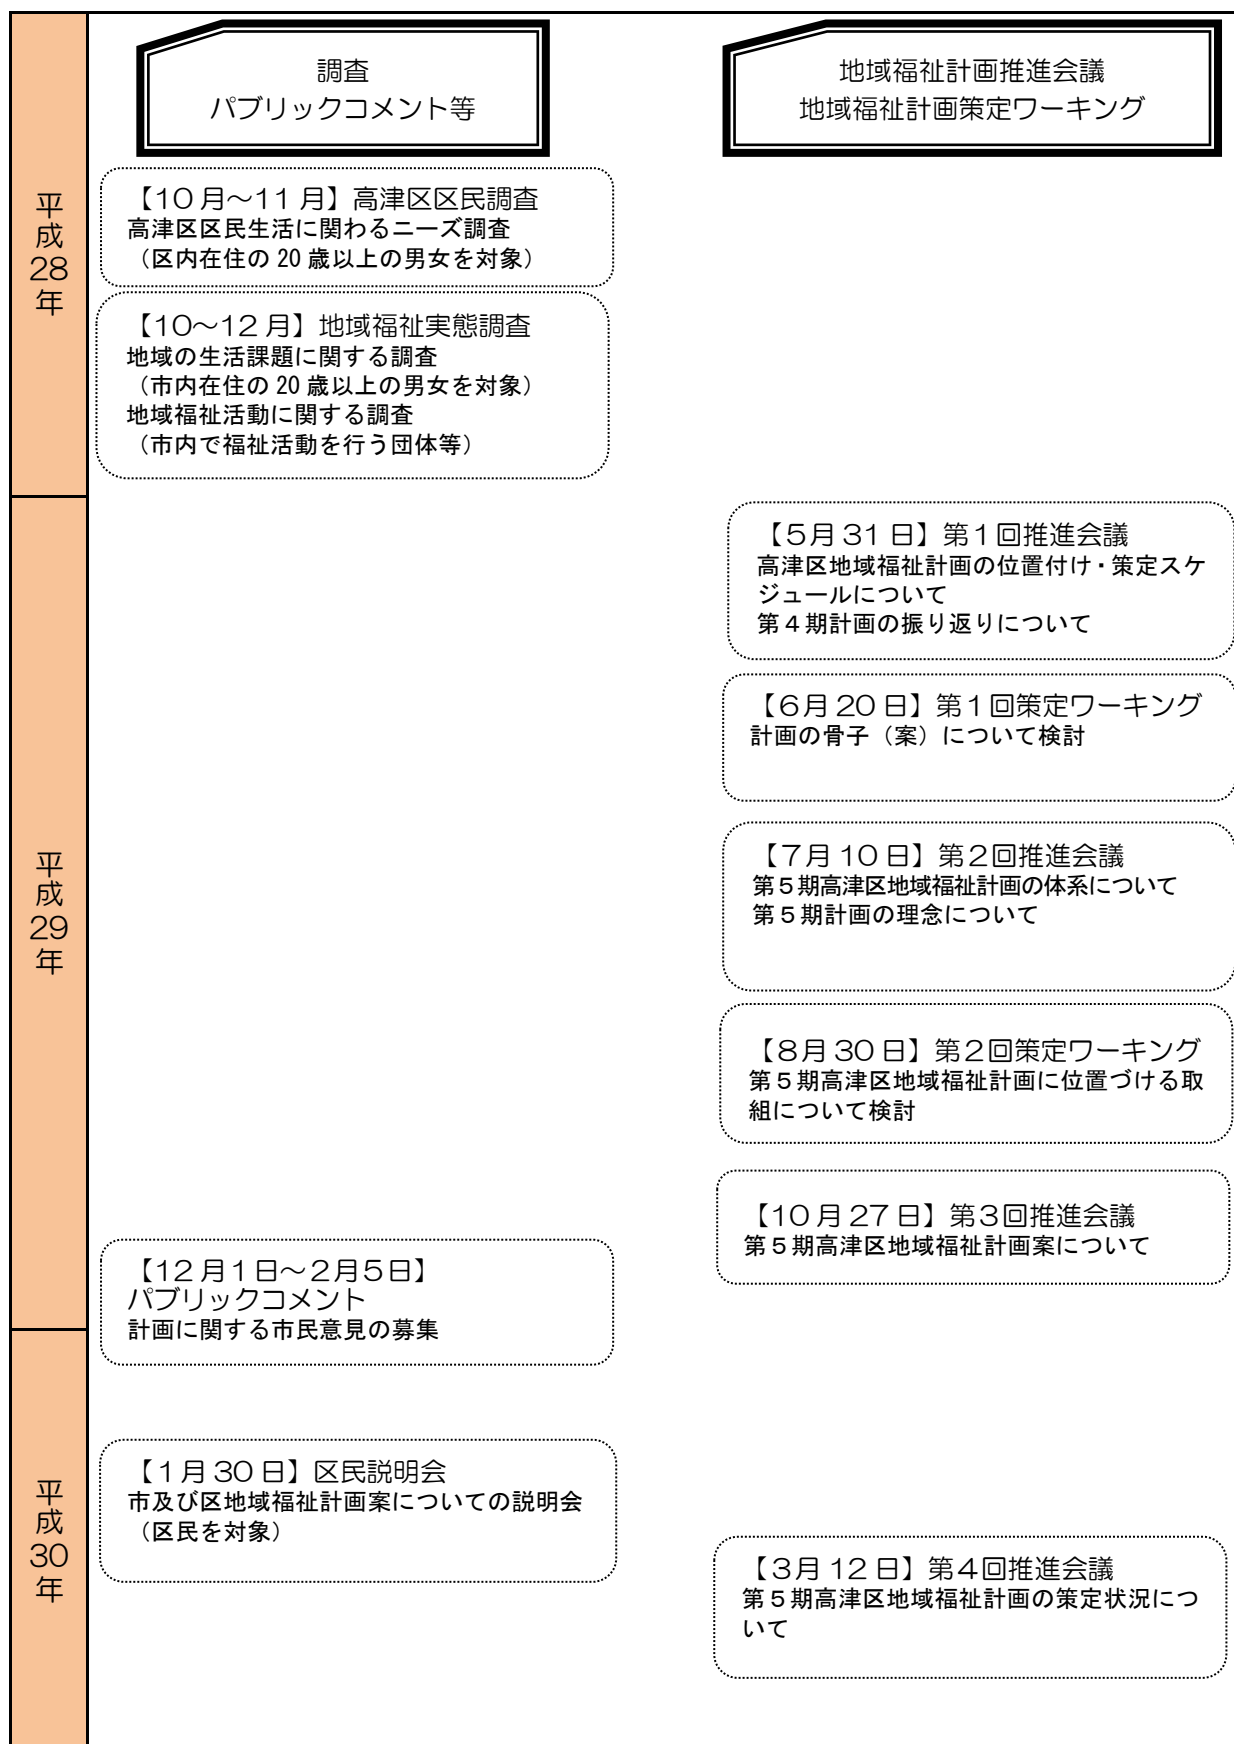 調査
パブリックコメント等
地域福祉計画推進会議
地域福祉計画策定ワーキング
平成28年
【10月～11月】高津区区民調査
高津区区民生活に関わるニーズ調査
（区内在住の20歳以上の男女を対象）
【10～12月】地域福祉実態調査
地域の生活課題に関する調査
（市内在住の20歳以上の男女を対象）
地域福祉活動に関する調査
（市内で福祉活動を行う団体等）
平成29年
【5月31日】第1回推進会議
高津区地域福祉計画の位置付け・策定スケ
ジュールについて
第４期計画の振り返りについて
【6月20日】第1回策定ワーキング
計画の骨子（案）について検討
【7月10日】第2回推進会議
第５期高津区地域福祉計画の体系について
第５期計画の理念について
【8月30日】第2回策定ワーキング
第５期高津区地域福祉計画に位置づける取
組について検討
【10月27日】第3回推進会議
第５期高津区地域福祉計画案について
【12月1日～2月5日】
パブリックコメント
計画に関する市民意見の募集
平成30年
【1月30日】区民説明会
市及び区地域福祉計画案についての説明会
（区民を対象）
【3月12日】第4回推進会議
第５期高津区地域福祉計画の策定状況につ
いて